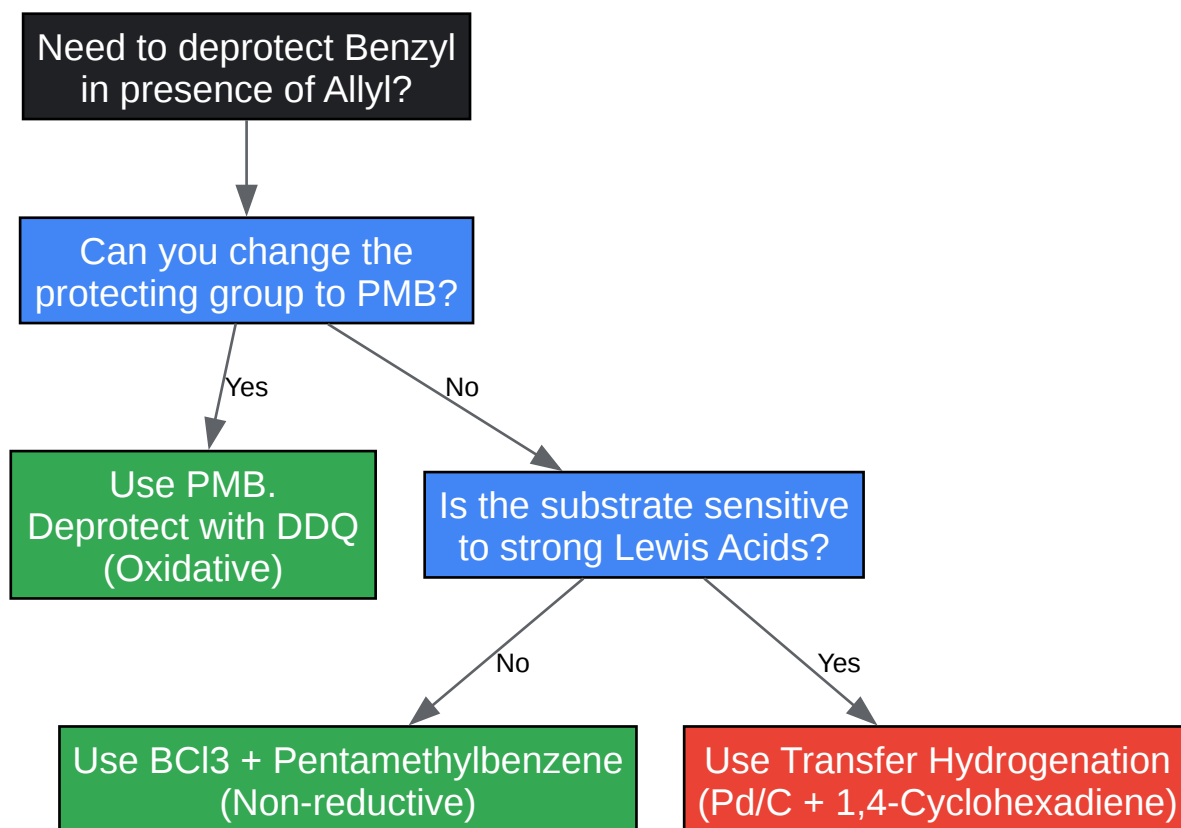 Need to deprotect Benzyl
in presence of Allyl?
Can you change the
protecting group to PMB?
Yes
No
Use PMB.
Deprotect with DDQ
(Oxidative)
Is the substrate sensitive
to strong Lewis Acids?
No
Yes
Use BCl3 + Pentamethylbenzene
(Non-reductive)
Use Transfer Hydrogenation
(Pd/C + 1,4-Cyclohexadiene)